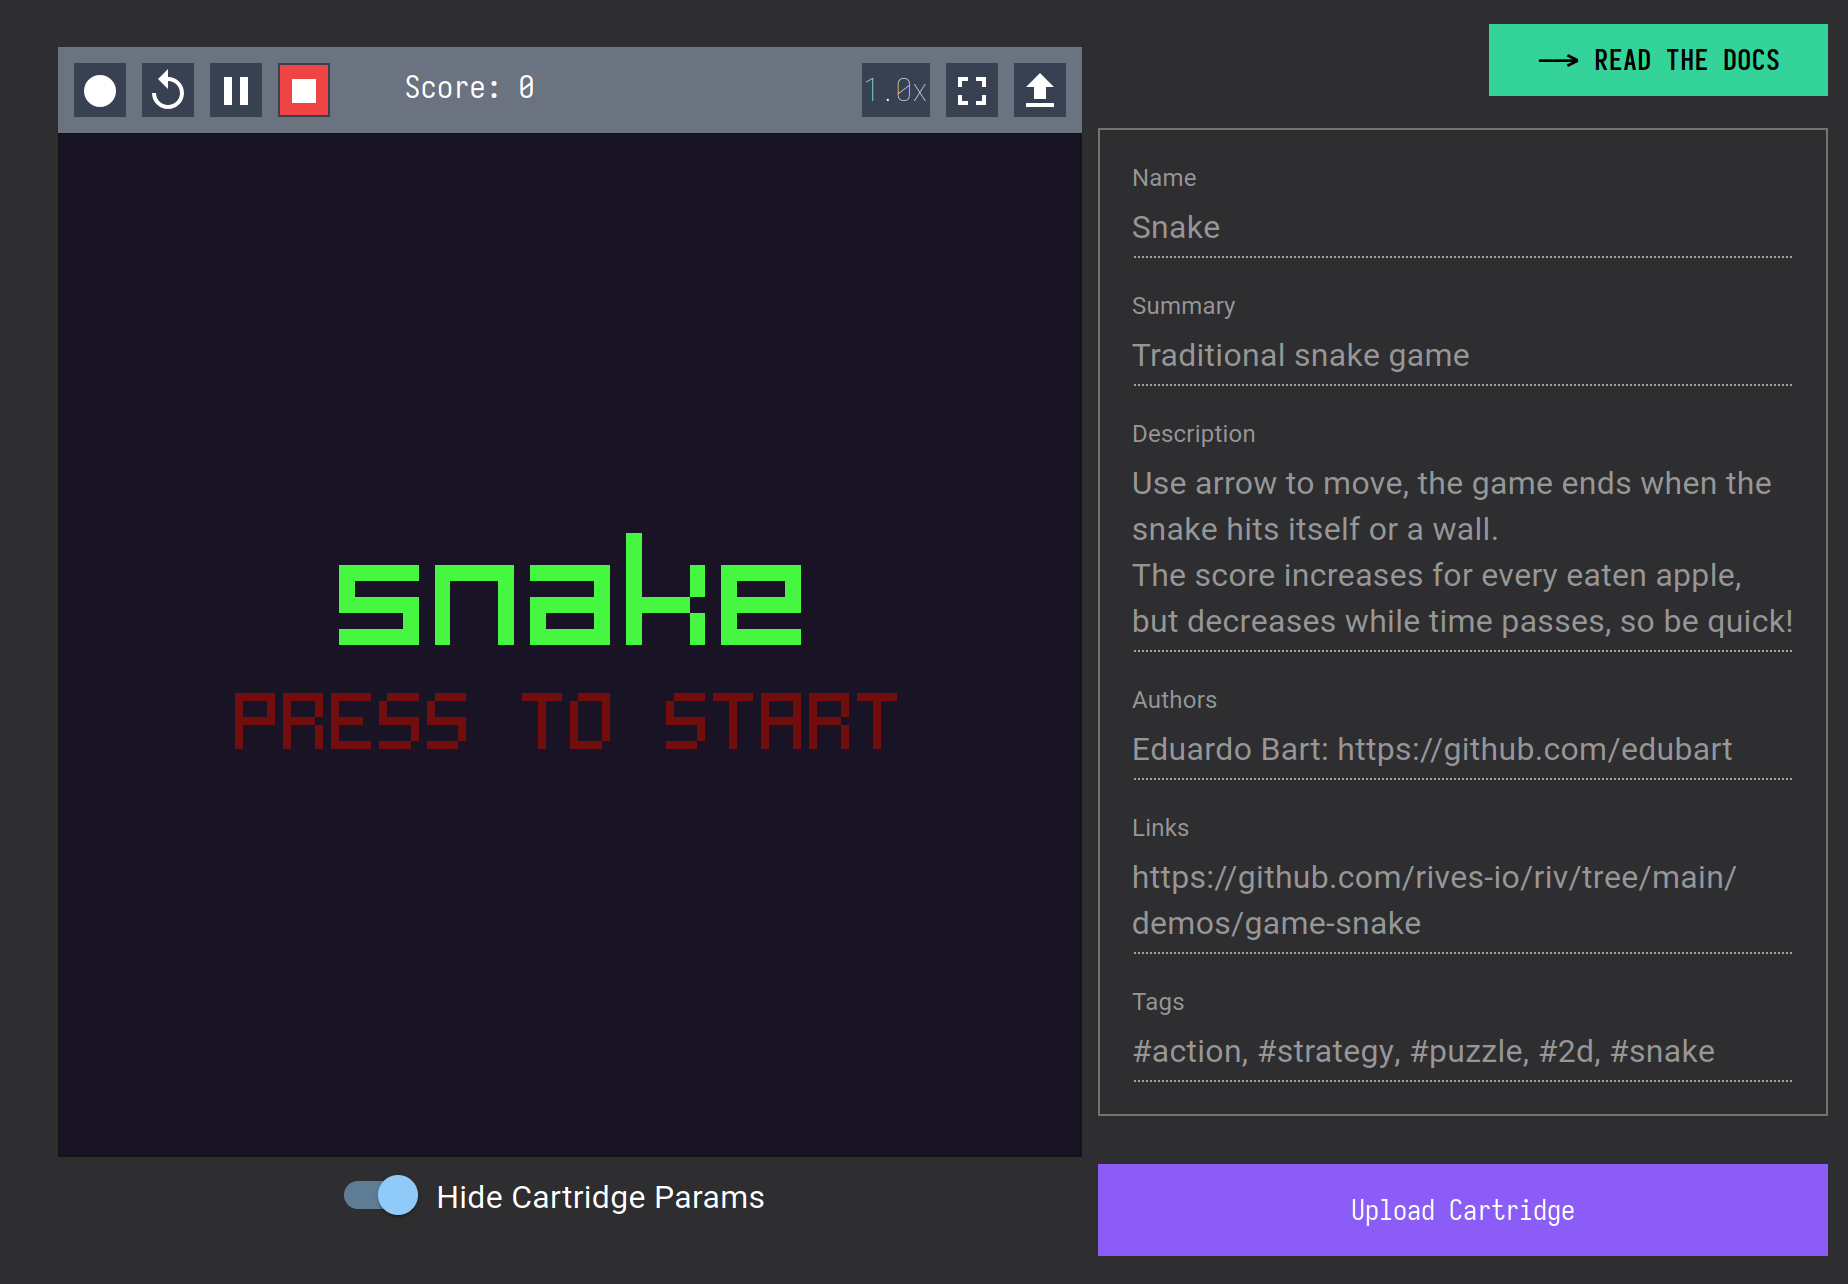 Score: 0
1.0x
⟶ READ THE DOCS
snake
PRESS TO START
Hide Cartridge Params
Name
Snake
Summary
Traditional snake game
Description
Use arrow to move, the game ends when the
snake hits itself or a wall.
The score increases for every eaten apple,
but decreases while time passes, so be quick!
Authors
Eduardo Bart: https://github.com/edubart
Links
https://github.com/rives-io/riv/tree/main/
demos/game-snake
Tags
#action, #strategy, #puzzle, #2d, #snake
Upload Cartridge